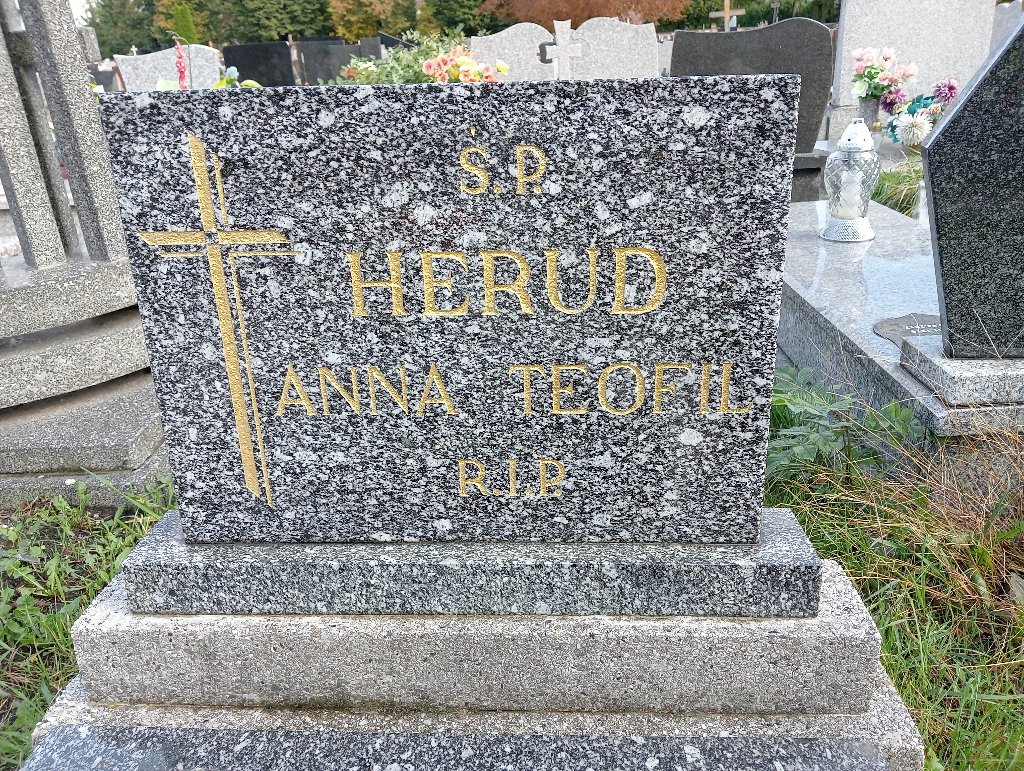 Ś.P.
HERUD
ANNA TEOFIL
R.I.P.